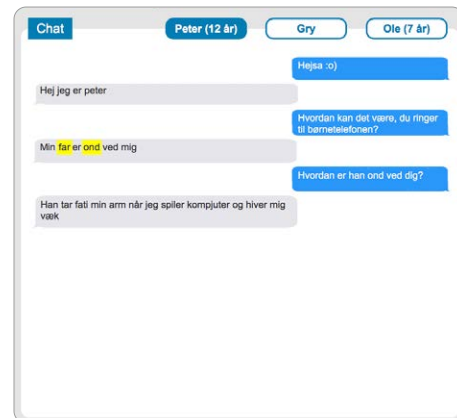 Chat
Peter (12 år)
Gry
Ole (7 år)
Hejsa :o)
Hej jeg er peter
Hvordan kan det være, du ringer
til børnetelefonen?
Min far er ond ved mig
Hvordan er han ond ved dig?
Han tar fati min arm når jeg spiler kompjuter og hiver mig
væk